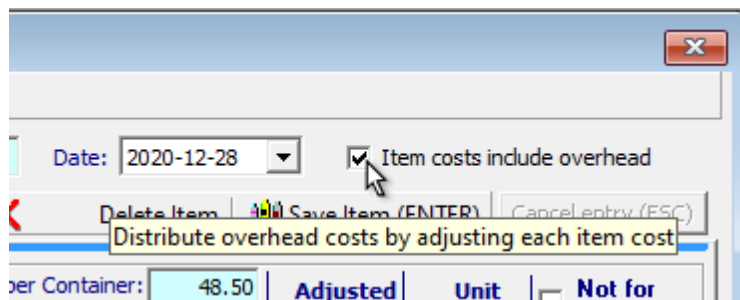 Date: 2020-12-28 Item costs include overhead
Delete Item Save Item (ENTER) Cancel entry (ESC)
Distribute overhead costs by adjusting each item cost
per Container: 48.50 Adjusted Unit Not for